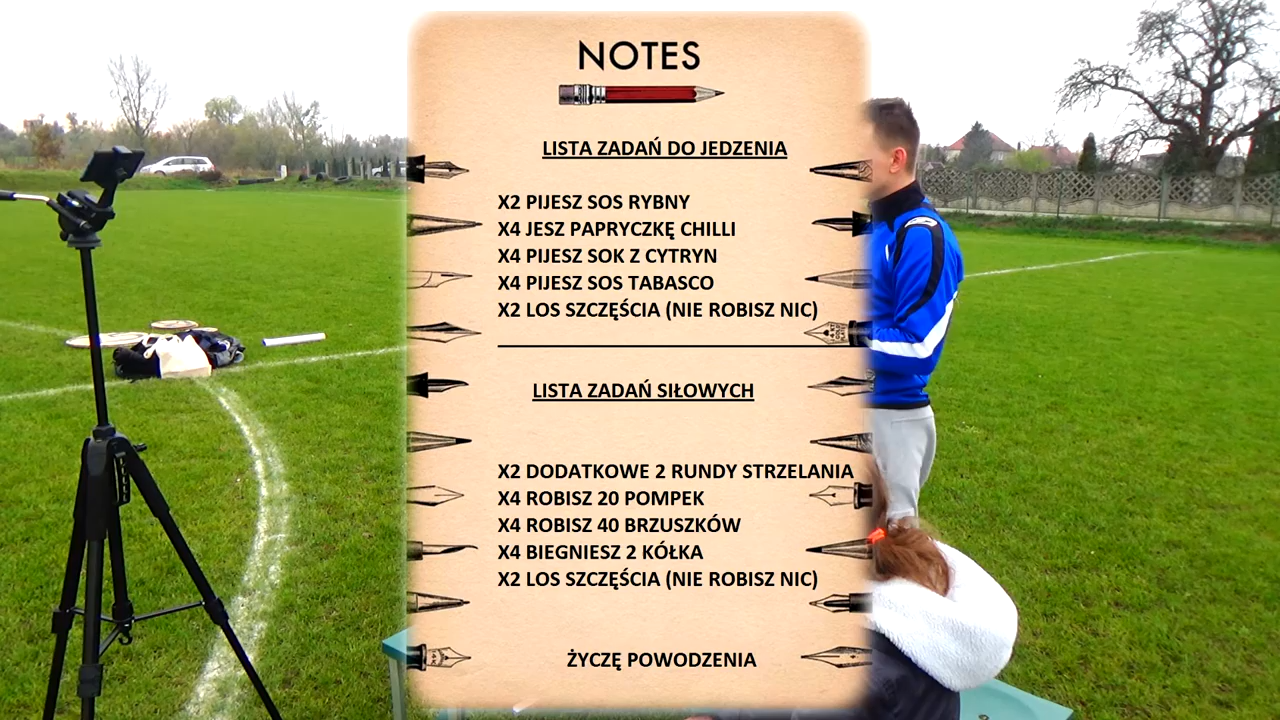 NOTES
LISTA ZADAŃ DO JEDZENIA
X2 PIJESZ SOS RYBNY
X4 JESZ PAPRYCZKĘ CHILLI
X4 PIJESZ SOK Z CYTRYN
X4 PIJESZ SOS TABASCO
X2 LOS SZCZĘŚCIA (NIE ROBISZ NIC)
LISTA ZADAŃ SIŁOWYCH
X2 DODATKOWE 2 RUNDY STRZELANIA
X4 ROBISZ 20 POMPEK
X4 ROBISZ 40 BRZUSZKÓW
X4 BIEGNIESZ 2 KÓŁKA
X2 LOS SZCZĘŚCIA (NIE ROBISZ NIC)
ŻYCZĘ POWODZENIA